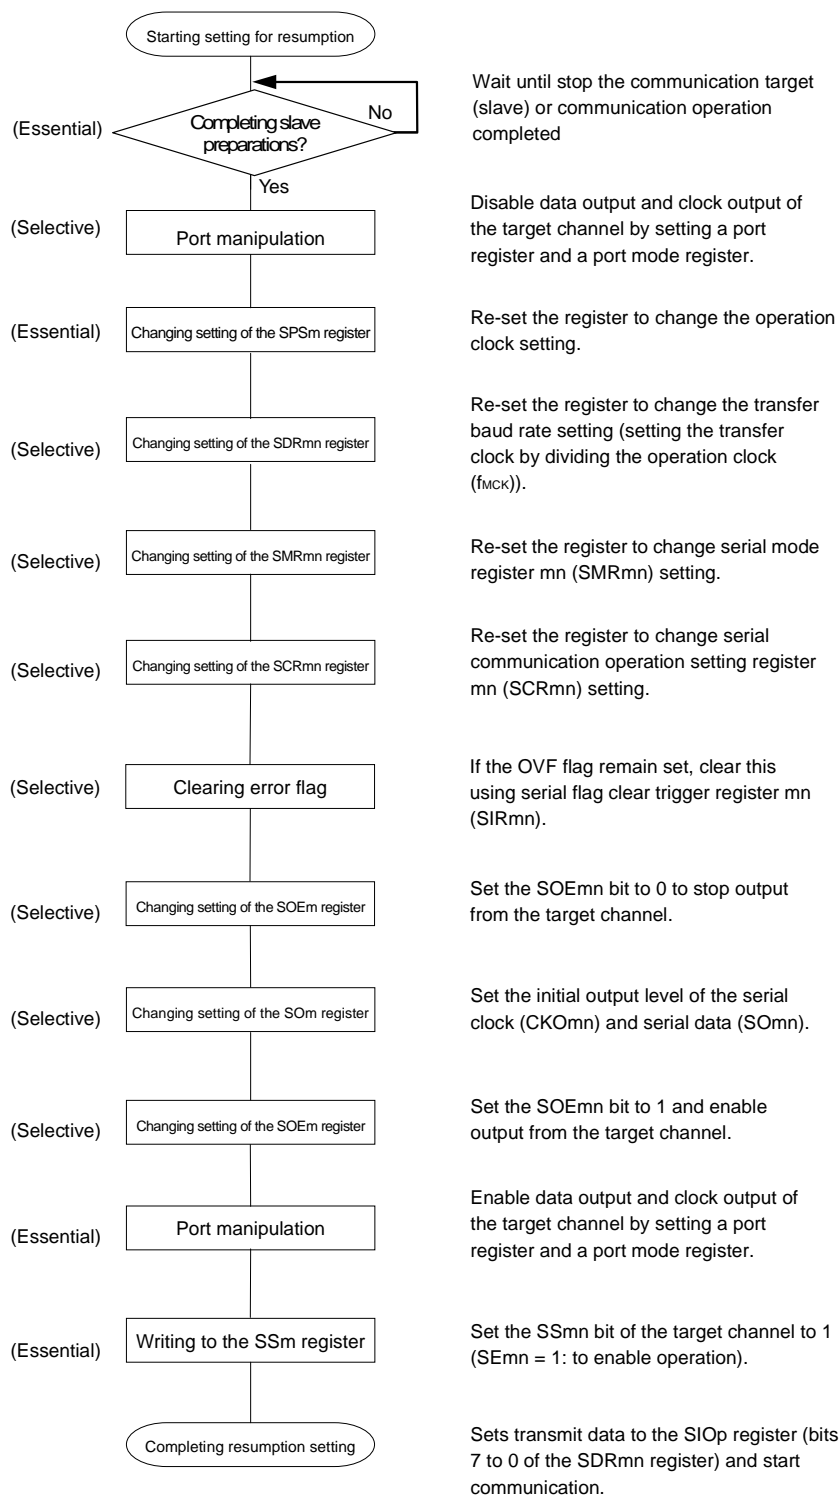 Starting setting for resumption
Wait until stop the communication target
(slave) or communication operation
completed
(Essential)
Completing slave
preparations?
No
Yes
Disable data output and clock output of
the target channel by setting a port
register and a port mode register.
(Selective)
Port manipulation
Re-set the register to change the operation
clock setting.
(Essential)
Changing setting of the SPSm register
Re-set the register to change the transfer
baud rate setting (setting the transfer
clock by dividing the operation clock
(fMCK)).
(Selective)
Changing setting of the SDRmn register
Re-set the register to change serial mode
register mn (SMRmn) setting.
(Selective)
Changing setting of the SMRmn register
Re-set the register to change serial
communication operation setting register
mn (SCRmn) setting.
(Selective)
Changing setting of the SCRmn register
If the OVF flag remain set, clear this
using serial flag clear trigger register mn
(SIRmn).
(Selective)
Clearing error flag
Set the SOEmn bit to 0 to stop output
from the target channel.
(Selective)
Changing setting of the SOEm register
Set the initial output level of the serial
clock (CKOmn) and serial data (SOmn).
(Selective)
Changing setting of the SOm register
Set the SOEmn bit to 1 and enable
output from the target channel.
(Selective)
Changing setting of the SOEm register
Enable data output and clock output of
the target channel by setting a port
register and a port mode register.
(Essential)
Port manipulation
Set the SSmn bit of the target channel to 1
(SEmn = 1: to enable operation).
(Essential)
Writing to the SSm register
Completing resumption setting
Sets transmit data to the SIOp register (bits
7 to 0 of the SDRmn register) and start
communication.